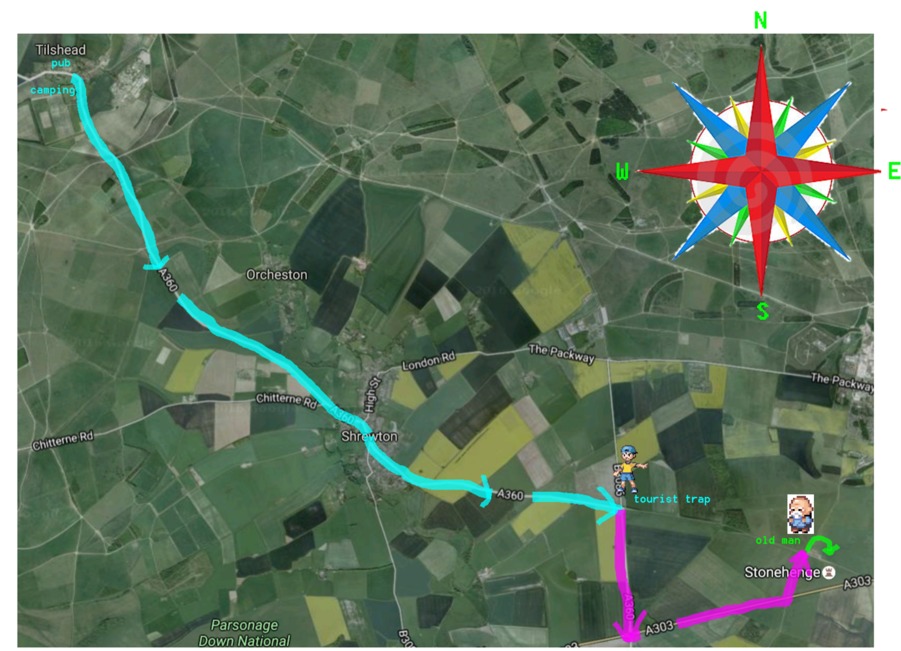 N
Tilshead
pub
camping
W
E
A360
Orcheston
S
London Rd
The Packway
The Packway
High St
Chitterne Rd
A360
Chitterne Rd
Shrewton
A360
tourist trap
old man
Stonehenge
A303
A360
A303
Parsonage
Down National